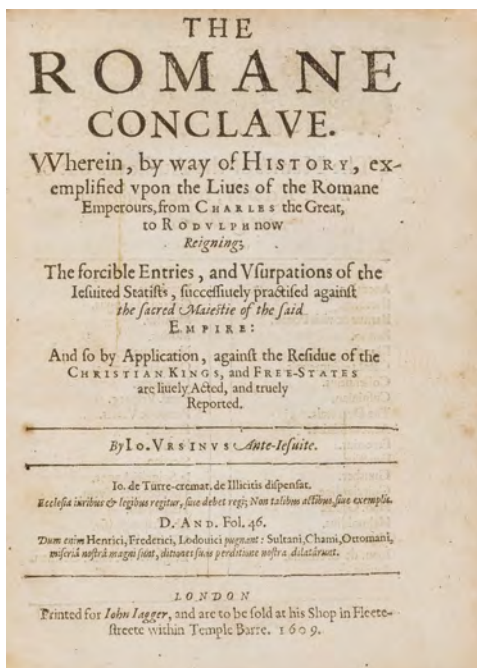 THE
ROMANE
CONCLAVE.
Wherein, by way of HISTORY, ex-
emplified vpon the Liues of the Romane
Emperours, from CHARLES the Great,
to RODVLPH now
Reigning;
The forcible Entries, and Vſurpations of the
Ieſuited Statiſts, ſucceſſiuely practiſed againſt
the ſacred Maieſtie of the ſaid
EMPIRE:
And ſo by Application, againſt the Reſidue of the
CHRISTIAN KINGS, and FREE-STATES
are liuely Acted, and truely
Reported.
By IO. VRSINVS Ante-Ieſuite.
Io. de Turre-cremat. de Illicitis diſpenſat.
Eccleſia iuribus & legibus regitur, ſiue debet regi; Non talibus actibus, ſiue exemplis.
D. AND. Fol. 46.
Dum enim Henrici, Frederici, Lodouici pugnant: Sultani, Chami, Ottomani,
miſeriâ noſtrâ magni ſunt, ditiones ſuas perditione noſtra dilatârunt.
LONDON
Printed for Iohn Iagger, and are to be ſold at his Shop in Fleete-
ſtreete within Temple Barre. 1609.